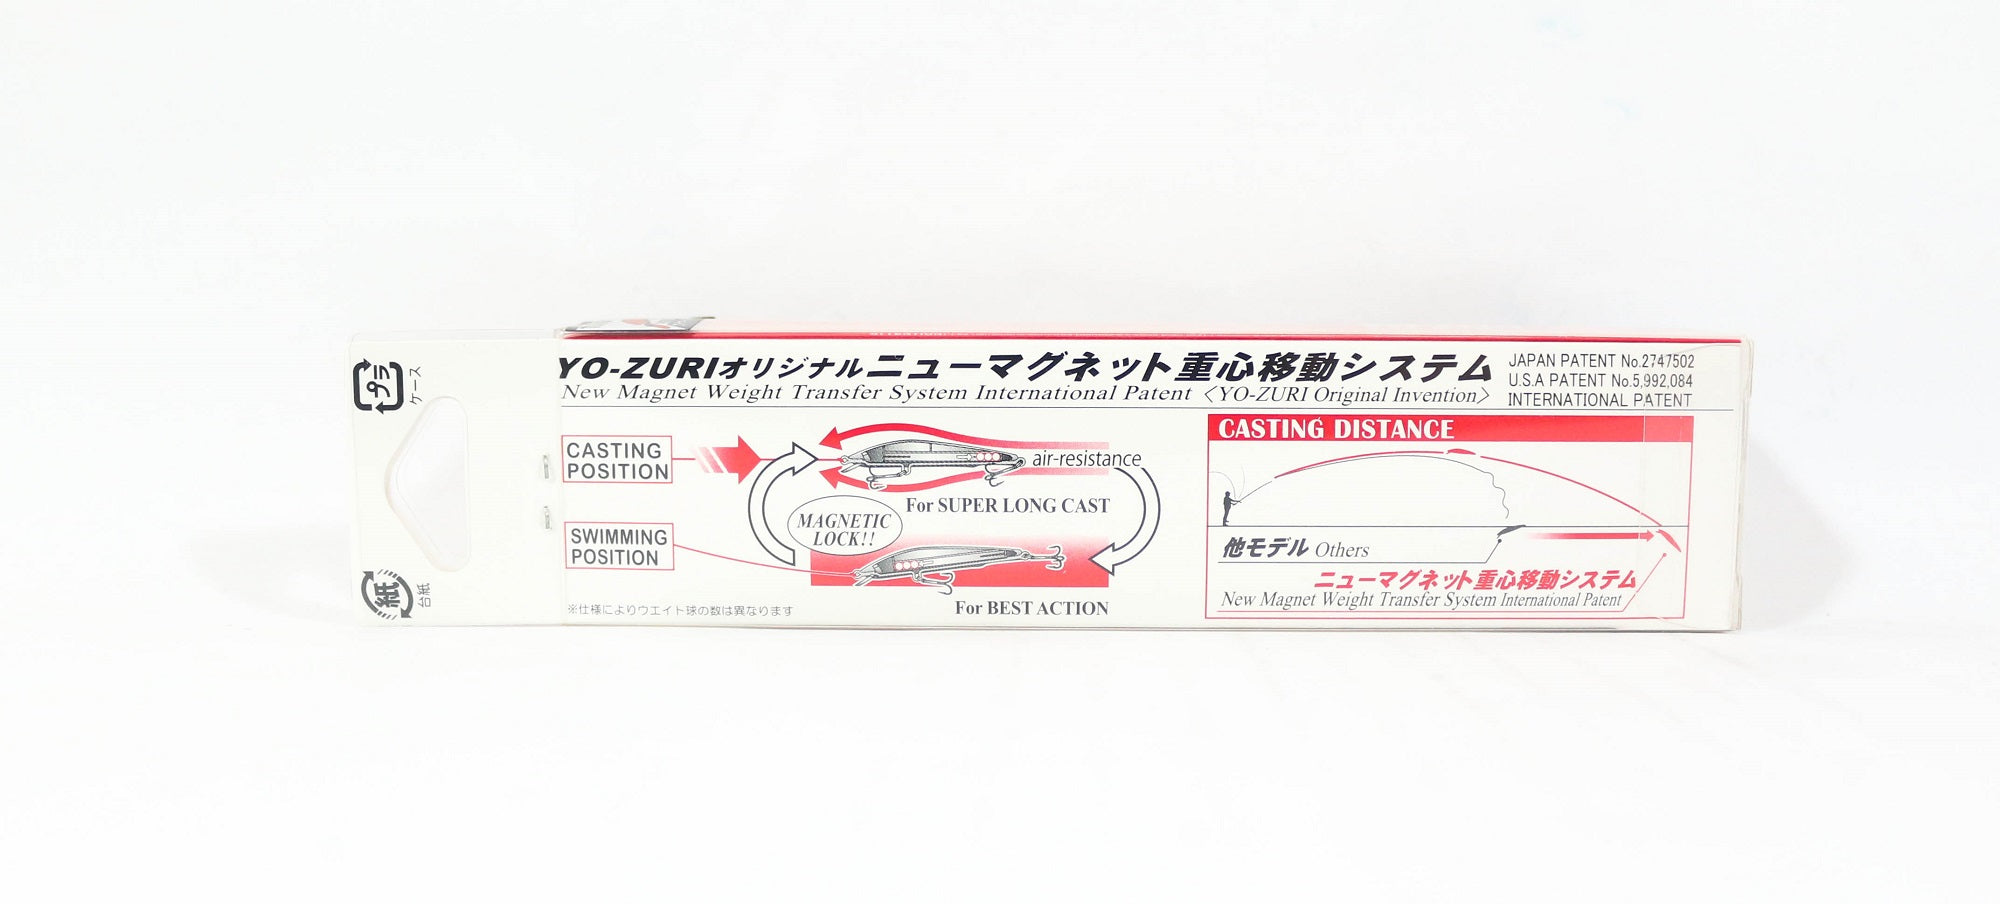 YO-ZURIオリジナルニューマグネット重心移動システム
New Magnet Weight Transfer System International Patent 〈YO-ZURI Original Invention〉
JAPAN PATENT No.2747502
U.S.A PATENT No.5,992,084
INTERNATIONAL PATENT
プラ
ケース
紙
台紙
CASTING
POSITION
air-resistance
For SUPER LONG CAST
MAGNETIC
LOCK!!
SWIMMING
POSITION
For BEST ACTION
※仕様によりウエイト球の数は異なります
CASTING DISTANCE
他モデル Others
ニューマグネット重心移動システム
New Magnet Weight Transfer System International Patent